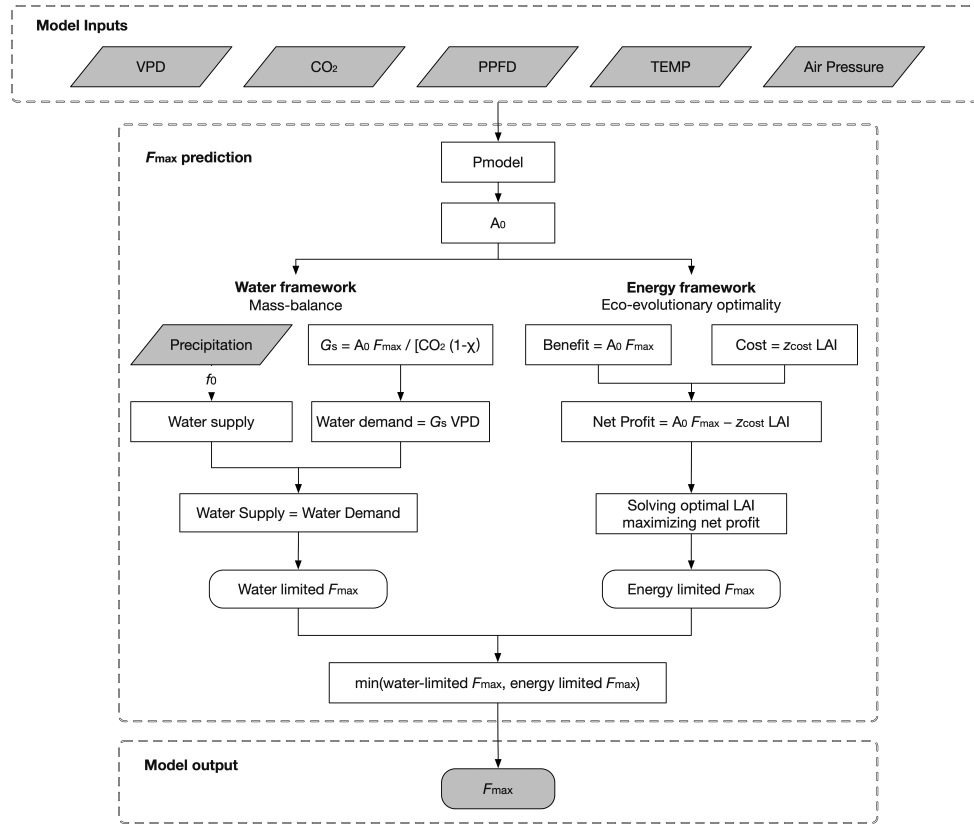 Model Inputs
VPD
CO₂
PPFD
TEMP
Air Pressure
Fmax prediction
Pmodel
A₀
Water framework
Mass-balance
Energy framework
Eco-evolutionary optimality
Precipitation
Gs = A₀ Fmax / [CO₂ (1-χ)
Benefit = A₀ Fmax
Cost = zcost LAI
f₀
Water supply
Water demand = Gs VPD
Net Profit = A₀ Fmax – zcost LAI
Water Supply = Water Demand
Solving optimal LAI
maximizing net profit
Water limited Fmax
Energy limited Fmax
min(water-limited Fmax, energy limited Fmax)
Model output
Fmax